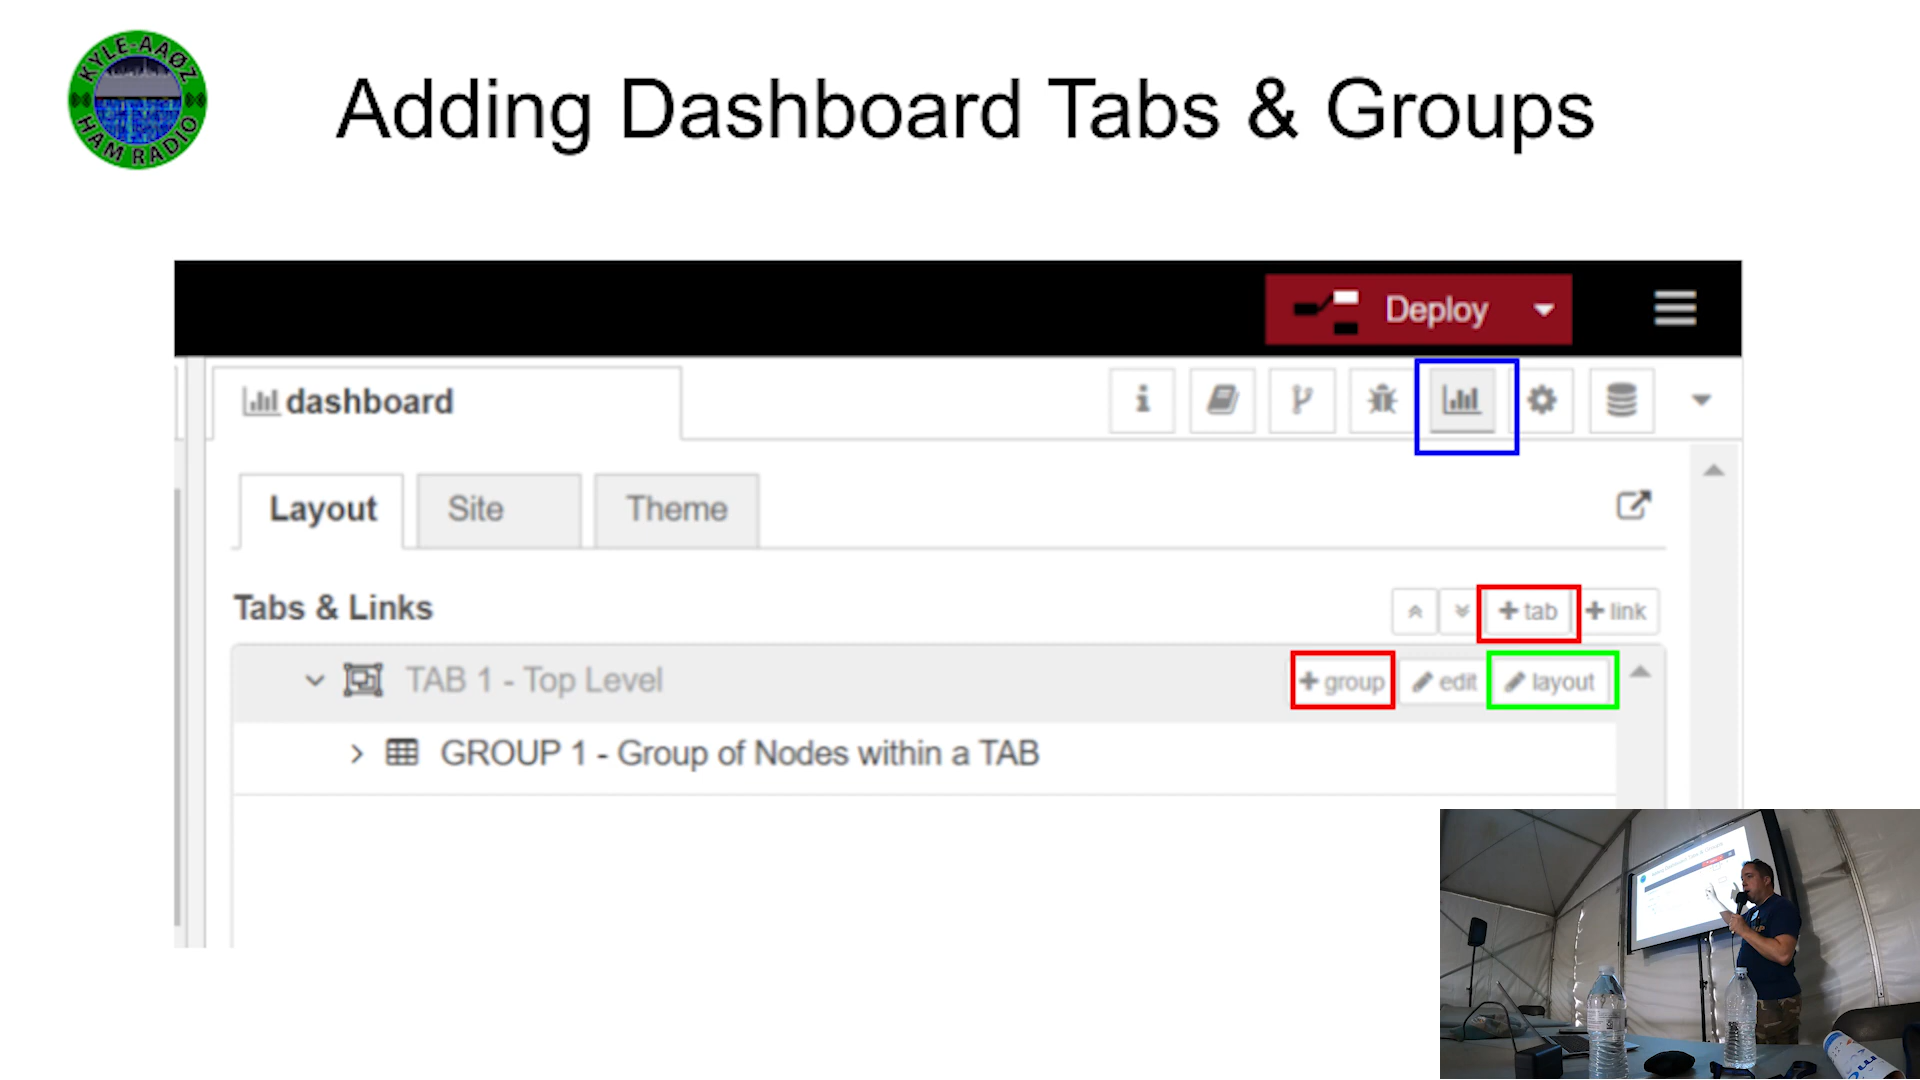 KYLE-AAØZ
HAM RADIO
Adding Dashboard Tabs & Groups
Deploy
dashboard
Layout
Site
Theme
Tabs & Links
tab
link
TAB 1 - Top Level
group
edit
layout
GROUP 1 - Group of Nodes within a TAB